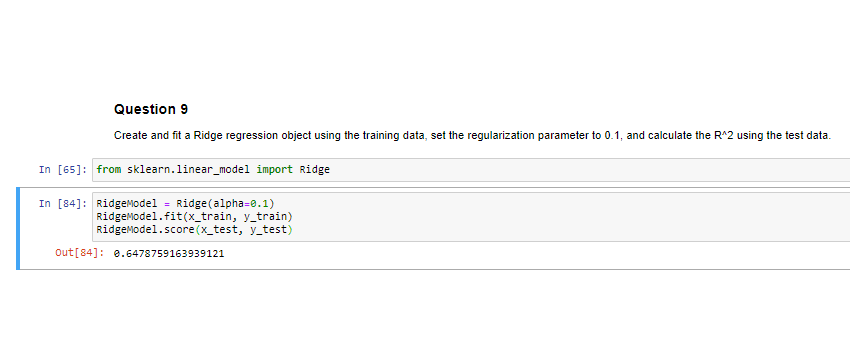 Question 9
Create and fit a Ridge regression object using the training data, set the regularization parameter to 0.1, and calculate the R^2 using the test data.
In [65]: from sklearn.linear_model import Ridge
In [84]: RidgeModel = Ridge(alpha=0.1)
RidgeModel.fit(x_train, y_train)
RidgeModel.score(x_test, y_test)
Out[84]: 0.6478759163939121